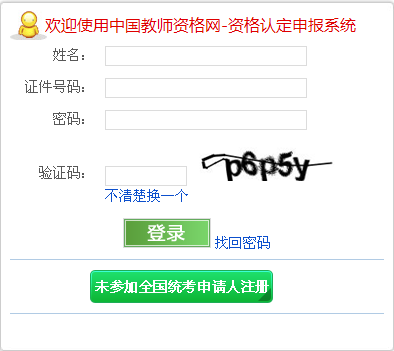 欢迎使用中国教师资格网-资格认定申报系统
姓名：
证件号码：
密码：
验证码： p6p5y
不清楚换一个
登录 找回密码
未参加全国统考申请人注册